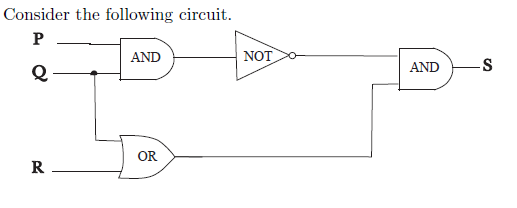 Consider the following circuit.
P
AND
NOT
Q
AND
S
OR
R